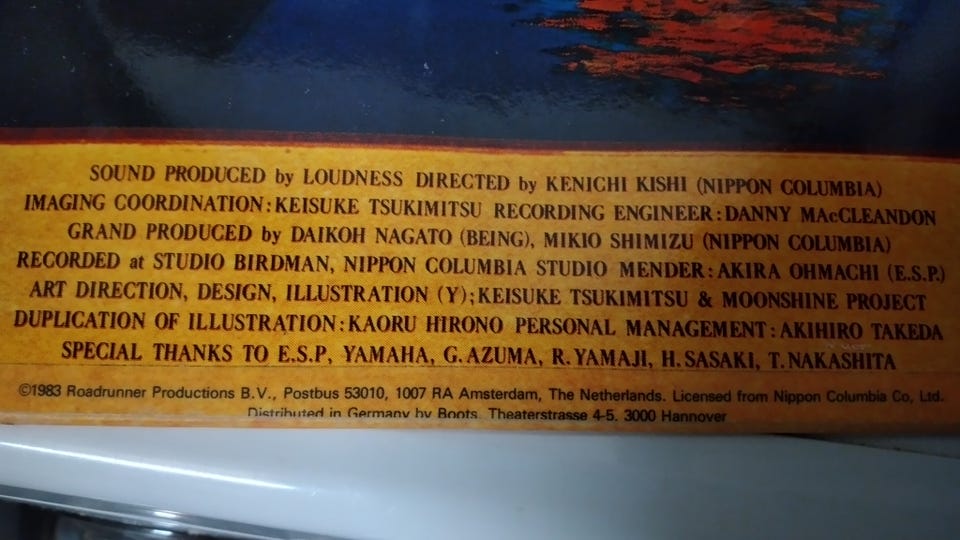 SOUND PRODUCED by LOUDNESS DIRECTED by KENICHI KISHI (NIPPON COLUMBIA)
IMAGING COORDINATION:KEISUKE TSUKIMITSU RECORDING ENGINEER:DANNY MAcCLEANDON
GRAND PRODUCED by DAIKOH NAGATO (BEING), MIKIO SHIMIZU (NIPPON COLUMBIA)
RECORDED at STUDIO BIRDMAN, NIPPON COLUMBIA STUDIO MENDER:AKIRA OHMACHI (E.S.P.)
ART DIRECTION, DESIGN, ILLUSTRATION (Y);KEISUKE TSUKIMITSU & MOONSHINE PROJECT
DUPLICATION OF ILLUSTRATION:KAORU HIRONO PERSONAL MANAGEMENT:AKIHIRO TAKEDA
SPECIAL THANKS TO E.S.P, YAMAHA, G.AZUMA, R.YAMAJI, H.SASAKI, T.NAKASHITA
©1983 Roadrunner Productions B.V., Postbus 53010, 1007 RA Amsterdam, The Netherlands. Licensed from Nippon Columbia Co, Ltd.
Distributed in Germany by Boots, Theaterstrasse 4-5, 3000 Hannover